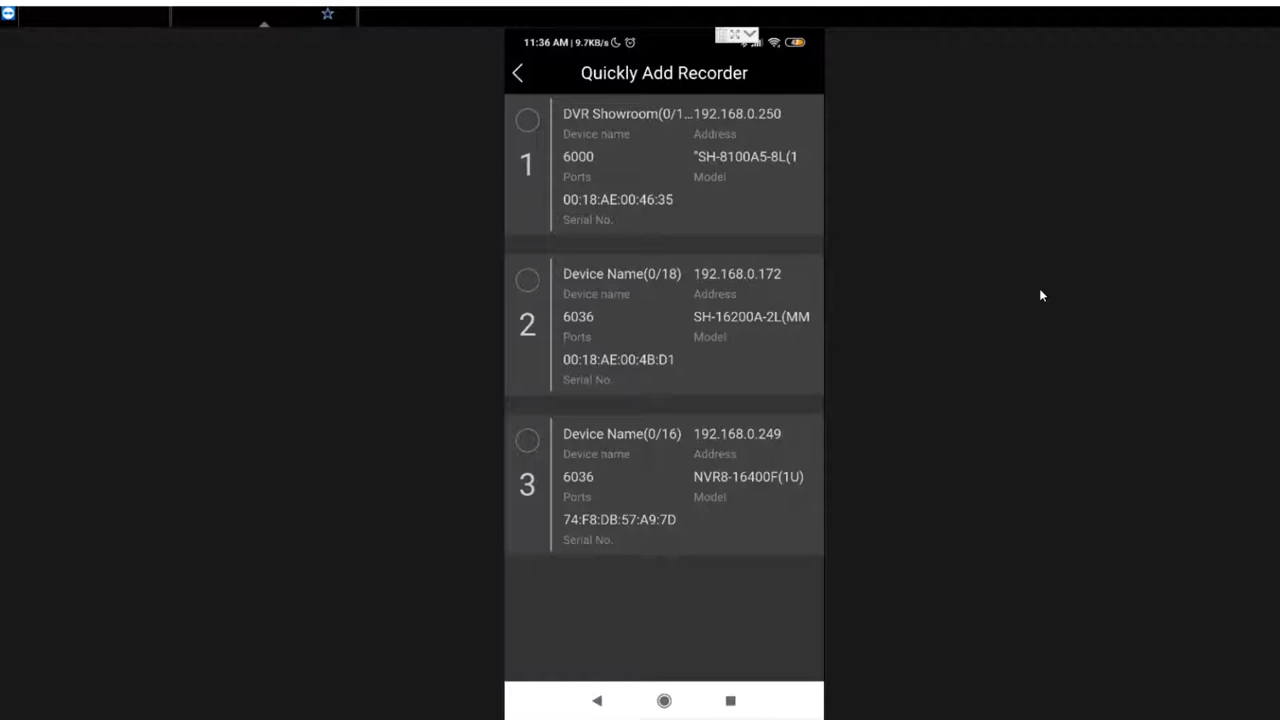 11:36 AM | 9.7KB/s
Quickly Add Recorder
DVR Showroom(0/1... 192.168.0.250
Device name Address
6000 "SH-8100A5-8L(1
Ports Model
00:18:AE:00:46:35
Serial No.
1
Device Name(0/18) 192.168.0.172
Device name Address
6036 SH-16200A-2L(MM
Ports Model
00:18:AE:00:4B:D1
Serial No.
2
Device Name(0/16) 192.168.0.249
Device name Address
6036 NVR8-16400F(1U)
Ports Model
74:F8:DB:57:A9:7D
Serial No.
3